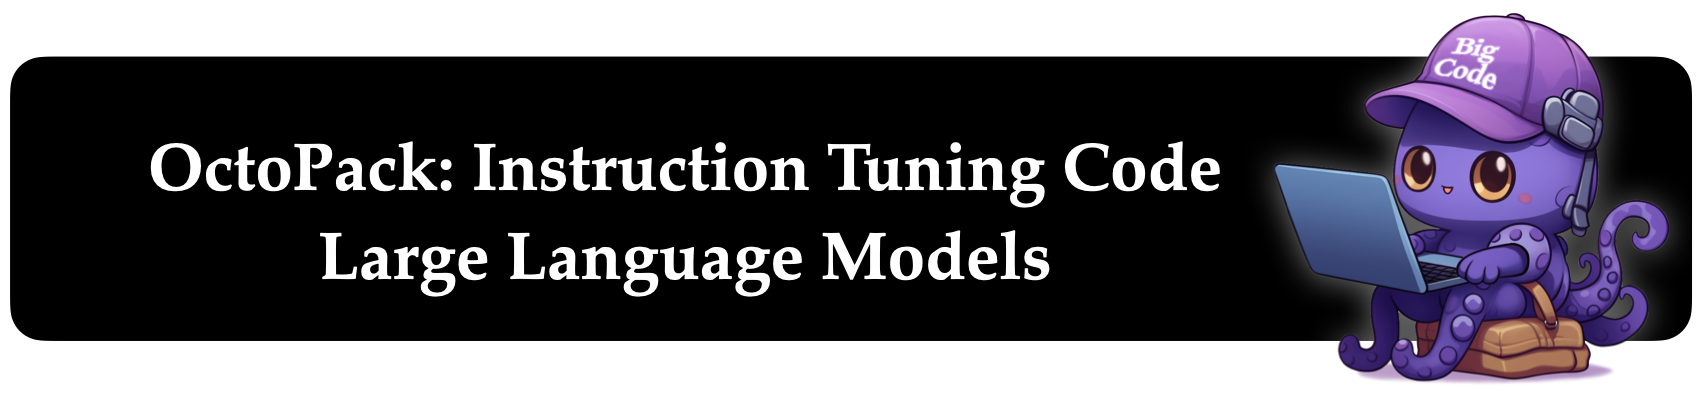 OctoPack: Instruction Tuning Code
Large Language Models
Big
Code